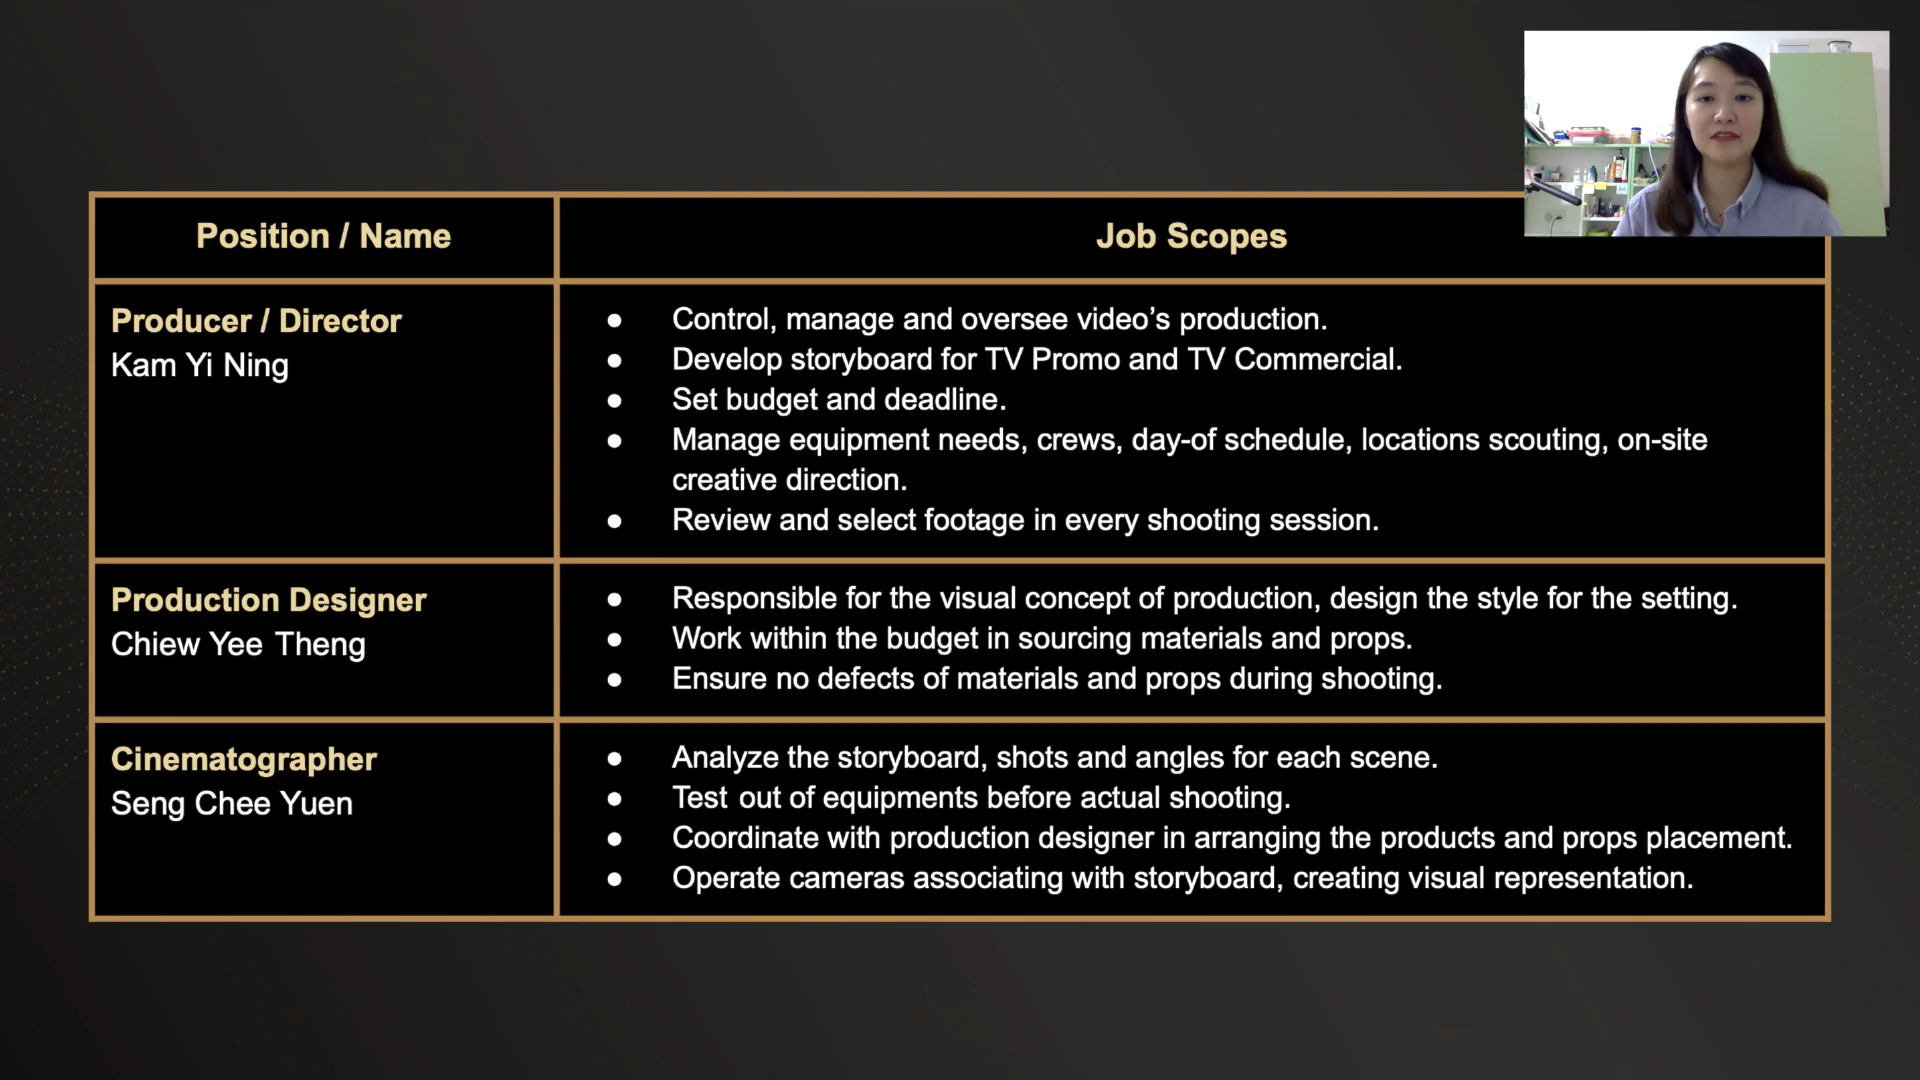 Position / Name
Job Scopes
Producer / Director
Kam Yi Ning
● Control, manage and oversee video’s production.
● Develop storyboard for TV Promo and TV Commercial.
● Set budget and deadline.
● Manage equipment needs, crews, day-of schedule, locations scouting, on-site
creative direction.
● Review and select footage in every shooting session.
Production Designer
Chiew Yee Theng
● Responsible for the visual concept of production, design the style for the setting.
● Work within the budget in sourcing materials and props.
● Ensure no defects of materials and props during shooting.
Cinematographer
Seng Chee Yuen
● Analyze the storyboard, shots and angles for each scene.
● Test out of equipments before actual shooting.
● Coordinate with production designer in arranging the products and props placement.
● Operate cameras associating with storyboard, creating visual representation.